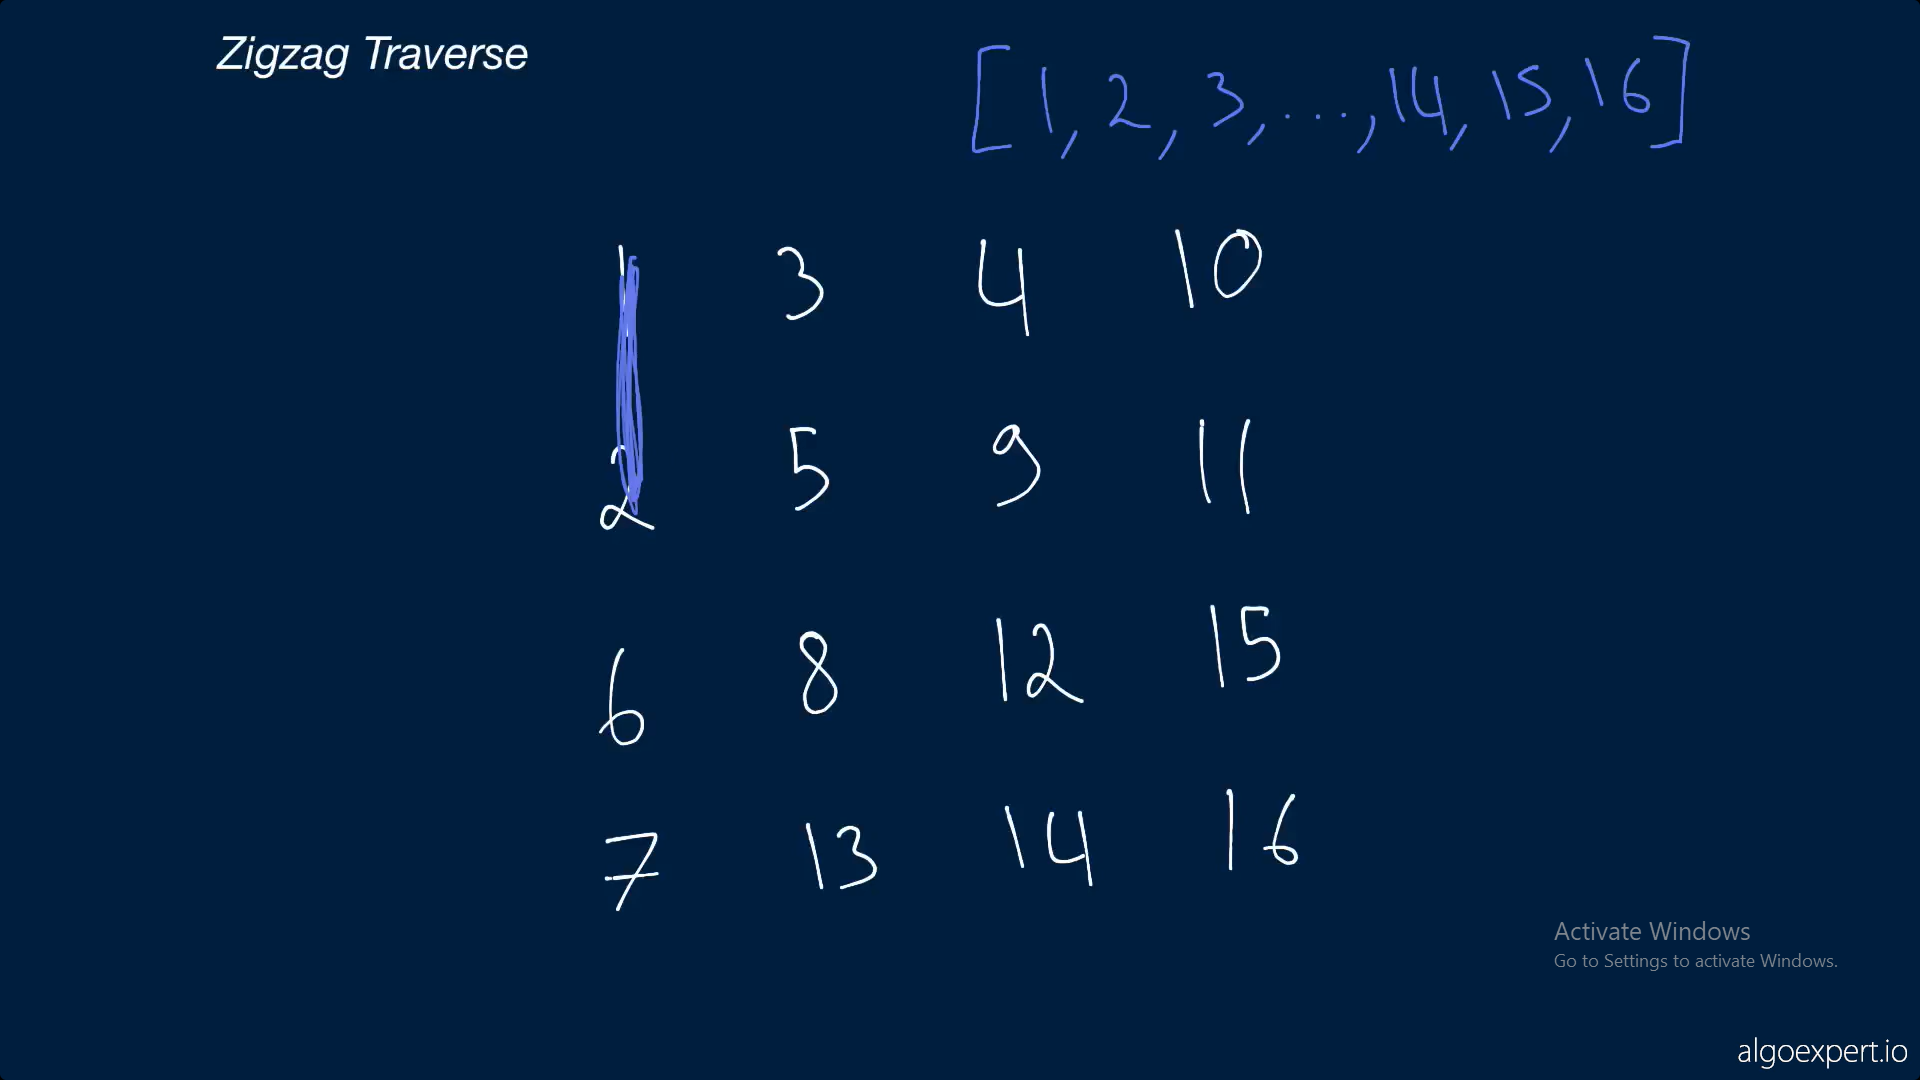 Zigzag Traverse
[1, 2, 3, ..., 14, 15, 16]
1 3 4 10
2 5 9 11
6 8 12 15
7 13 14 16
Activate Windows
Go to Settings to activate Windows.
algoexpert.io